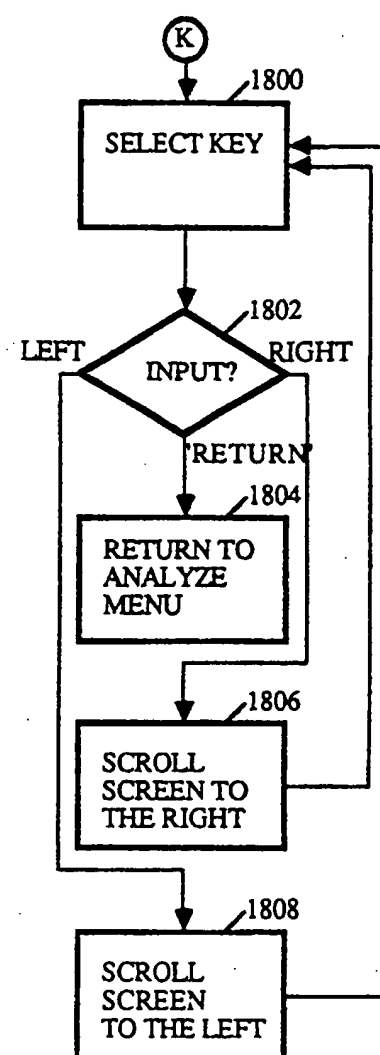 K
1800
SELECT KEY
1802
LEFT
INPUT?
RIGHT
'RETURN'
1804
RETURN TO
ANALYZE
MENU
1806
SCROLL
SCREEN TO
THE RIGHT
1808
SCROLL
SCREEN
TO THE LEFT